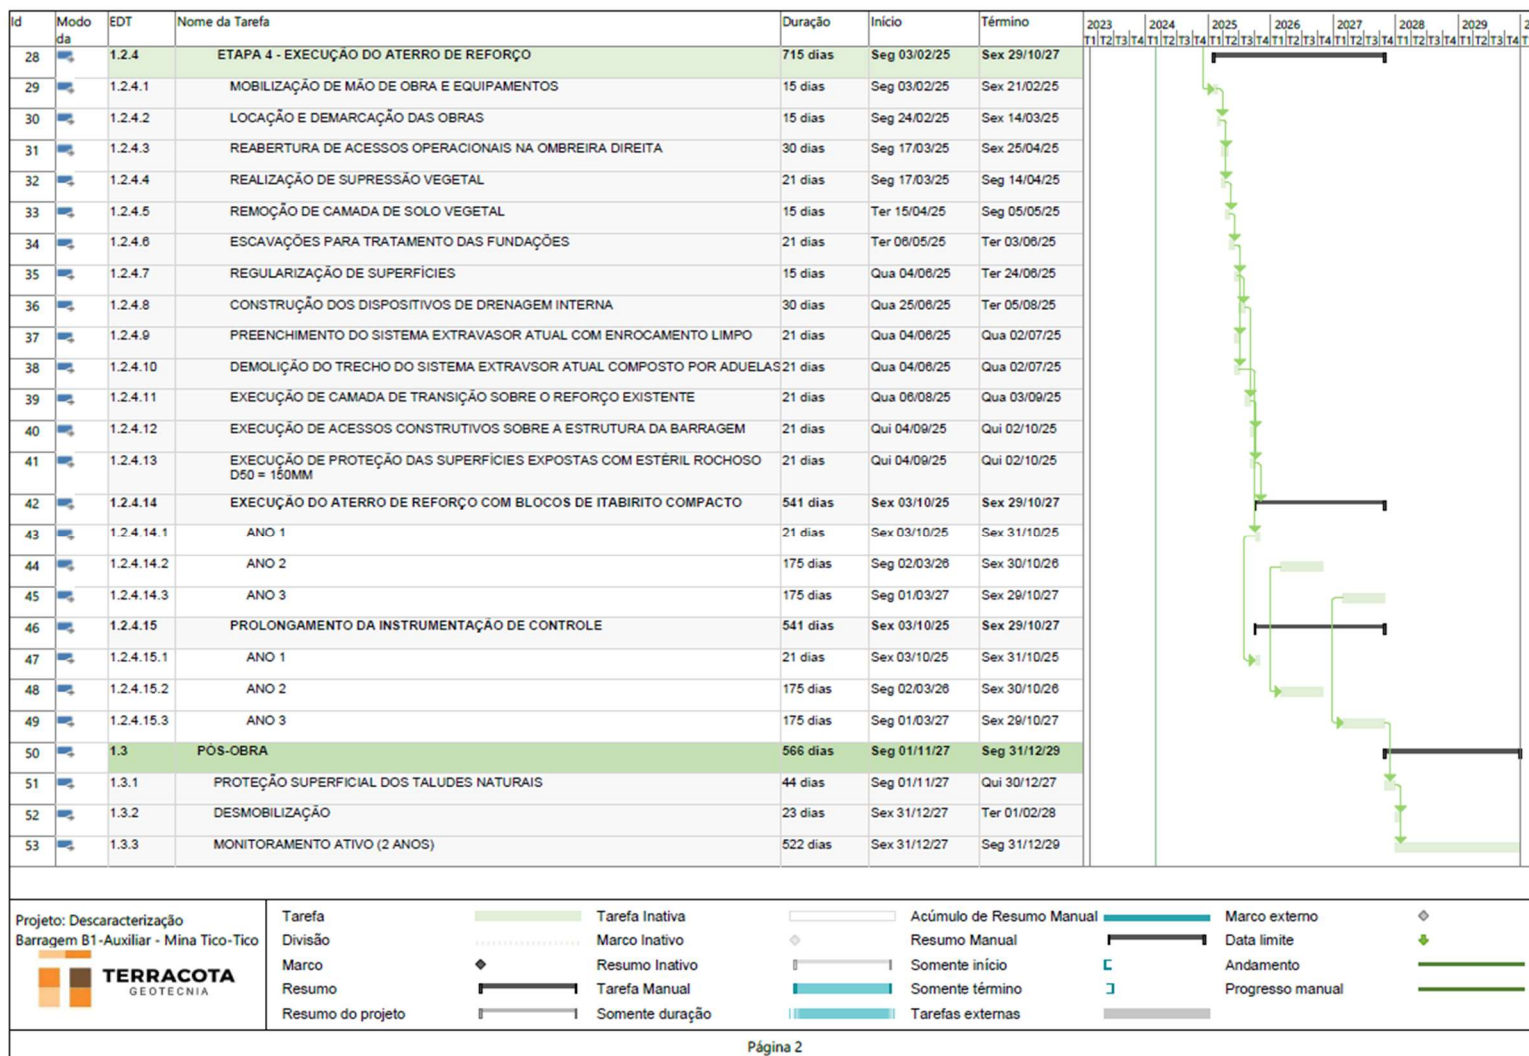 Id Modo da EDT Nome da Tarefa Duração Início Término 2023 2024 2025 2026 2027 2028 2029 2
T1 T2 T3 T4 T1 T2 T3 T4 T1 T2 T3 T4 T1 T2 T3 T4 T1 T2 T3 T4 T1 T2 T3 T4 T1 T2 T3 T4 T
28 1.2.4 ETAPA 4 - EXECUÇÃO DO ATERRO DE REFORÇO 715 dias Seg 03/02/25 Sex 29/10/27
29 1.2.4.1 MOBILIZAÇÃO DE MÃO DE OBRA E EQUIPAMENTOS 15 dias Seg 03/02/25 Sex 21/02/25
30 1.2.4.2 LOCAÇÃO E DEMARCAÇÃO DAS OBRAS 15 dias Seg 24/02/25 Sex 14/03/25
31 1.2.4.3 REABERTURA DE ACESSOS OPERACIONAIS NA OMBREIRA DIREITA 30 dias Seg 17/03/25 Sex 25/04/25
32 1.2.4.4 REALIZAÇÃO DE SUPRESSÃO VEGETAL 21 dias Seg 17/03/25 Seg 14/04/25
33 1.2.4.5 REMOÇÃO DE CAMADA DE SOLO VEGETAL 15 dias Ter 15/04/25 Seg 05/05/25
34 1.2.4.6 ESCAVAÇÕES PARA TRATAMENTO DAS FUNDAÇÕES 21 dias Ter 06/05/25 Ter 03/06/25
35 1.2.4.7 REGULARIZAÇÃO DE SUPERFÍCIES 15 dias Qua 04/06/25 Ter 24/06/25
36 1.2.4.8 CONSTRUÇÃO DOS DISPOSITIVOS DE DRENAGEM INTERNA 30 dias Qua 25/06/25 Ter 05/08/25
37 1.2.4.9 PREENCHIMENTO DO SISTEMA EXTRAVASOR ATUAL COM ENROCAMENTO LIMPO 21 dias Qua 04/06/25 Qua 02/07/25
38 1.2.4.10 DEMOLIÇÃO DO TRECHO DO SISTEMA EXTRAVSOR ATUAL COMPOSTO POR ADUELAS 21 dias Qua 04/06/25 Qua 02/07/25
39 1.2.4.11 EXECUÇÃO DE CAMADA DE TRANSIÇÃO SOBRE O REFORÇO EXISTENTE 21 dias Qua 06/08/25 Qua 03/09/25
40 1.2.4.12 EXECUÇÃO DE ACESSOS CONSTRUTIVOS SOBRE A ESTRUTURA DA BARRAGEM 21 dias Qui 04/09/25 Qui 02/10/25
41 1.2.4.13 EXECUÇÃO DE PROTEÇÃO DAS SUPERFÍCIES EXPOSTAS COM ESTÉRIL ROCHOSO 21 dias Qui 04/09/25 Qui 02/10/25
D50 = 150MM
42 1.2.4.14 EXECUÇÃO DO ATERRO DE REFORÇO COM BLOCOS DE ITABIRITO COMPACTO 541 dias Sex 03/10/25 Sex 29/10/27
43 1.2.4.14.1 ANO 1 21 dias Sex 03/10/25 Sex 31/10/25
44 1.2.4.14.2 ANO 2 175 dias Seg 02/03/26 Sex 30/10/26
45 1.2.4.14.3 ANO 3 175 dias Seg 01/03/27 Sex 29/10/27
46 1.2.4.15 PROLONGAMENTO DA INSTRUMENTAÇÃO DE CONTROLE 541 dias Sex 03/10/25 Sex 29/10/27
47 1.2.4.15.1 ANO 1 21 dias Sex 03/10/25 Sex 31/10/25
48 1.2.4.15.2 ANO 2 175 dias Seg 02/03/26 Sex 30/10/26
49 1.2.4.15.3 ANO 3 175 dias Seg 01/03/27 Sex 29/10/27
50 1.3 PÓS-OBRA 566 dias Seg 01/11/27 Seg 31/12/29
51 1.3.1 PROTEÇÃO SUPERFICIAL DOS TALUDES NATURAIS 44 dias Seg 01/11/27 Qui 30/12/27
52 1.3.2 DESMOBILIZAÇÃO 23 dias Sex 31/12/27 Ter 01/02/28
53 1.3.3 MONITORAMENTO ATIVO (2 ANOS) 522 dias Sex 31/12/27 Seg 31/12/29
Projeto: Descaracterização
Barragem B1-Auxiliar - Mina Tico-Tico
TERRACOTA
GEOTECNIA
Tarefa Tarefa Inativa Acúmulo de Resumo Manual Marco externo
Divisão Marco Inativo Resumo Manual Data limite
Marco Resumo Inativo Somente início Andamento
Resumo Tarefa Manual Somente término Progresso manual
Resumo do projeto Somente duração Tarefas externas
Página 2